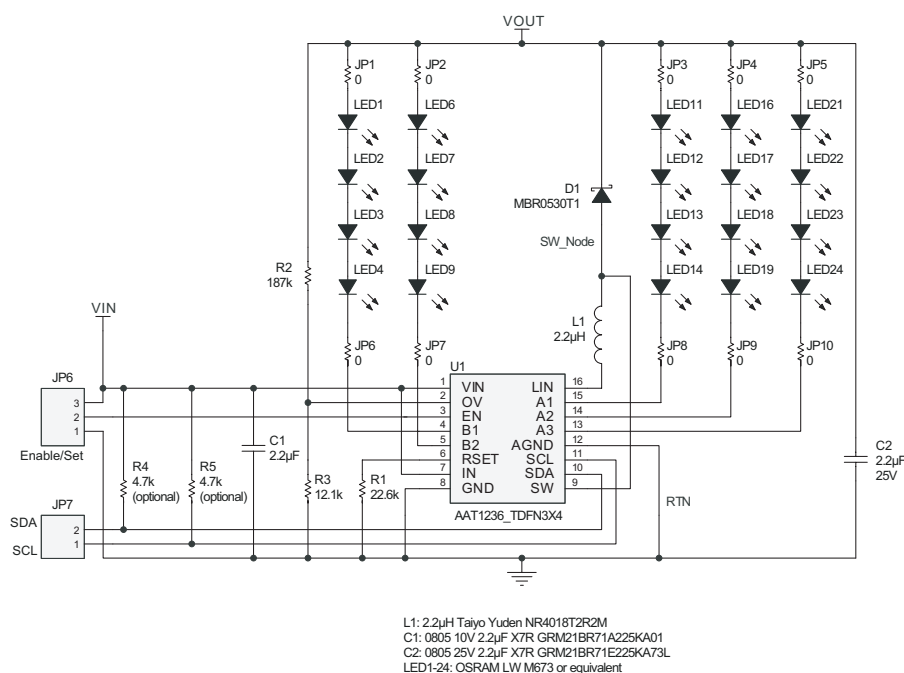 VOUT
JP1
0
JP2
0
JP3
0
JP4
0
JP5
0
LED1
LED6
LED11
LED16
LED21
LED2
LED7
LED12
LED17
LED22
D1
MBR0530T1
LED3
LED8
LED13
LED18
LED23
SW_Node
R2
187k
LED4
LED9
LED14
LED19
LED24
VIN
L1
2.2µH
JP6
0
JP7
0
JP8
0
JP9
0
JP10
0
U1
JP6
3
2
1
Enable/Set
1 VIN LIN 16
2 OV A1 15
3 EN A2 14
4 B1 A3 13
5 B2 AGND 12
6 RSET SCL 11
7 IN SDA 10
8 GND SW 9
AAT1236_TDFN3X4
C1
2.2µF
C2
2.2µF
25V
R4
4.7k
(optional)
R5
4.7k
(optional)
R3
12.1k
R1
22.6k
RTN
JP7
SDA 2
SCL 1
L1: 2.2µH Taiyo Yuden NR4018T2R2M
C1: 0805 10V 2.2µF X7R GRM21BR71A225KA01
C2: 0805 25V 2.2µF X7R GRM21BR71E225KA73L
LED1-24: OSRAM LW M673 or equivalent